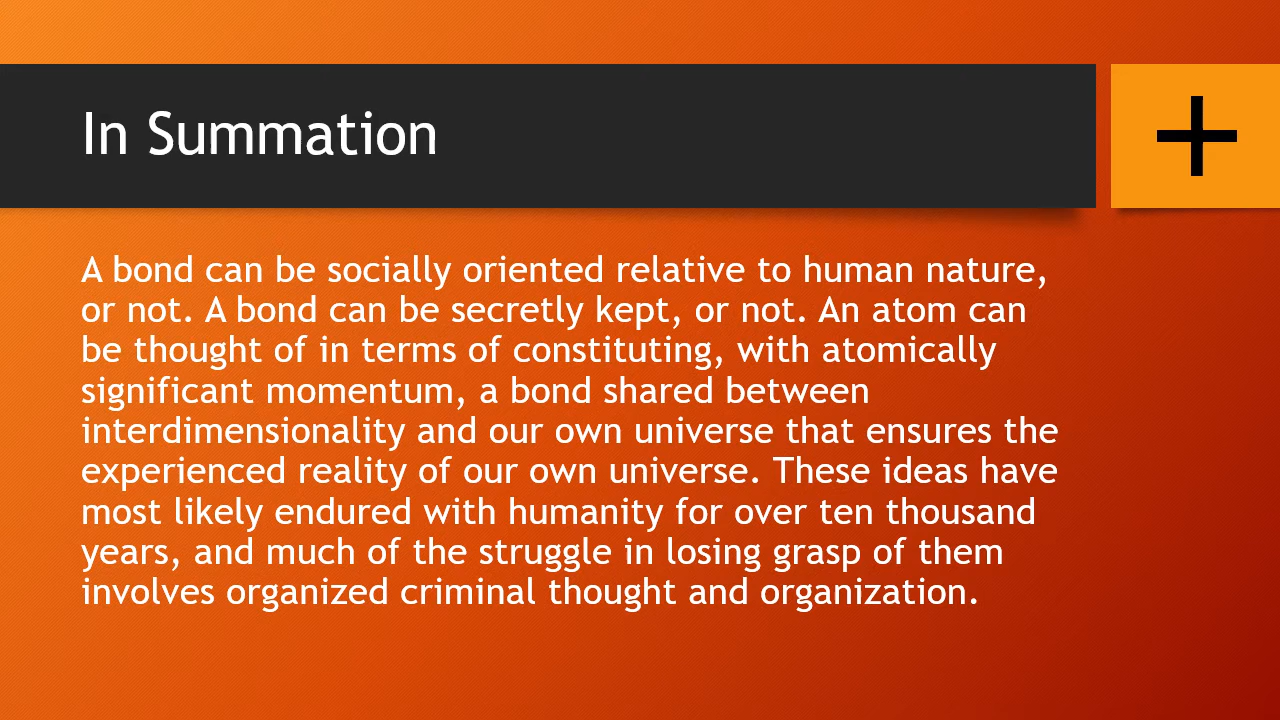 In Summation
A bond can be socially oriented relative to human nature,
or not. A bond can be secretly kept, or not. An atom can
be thought of in terms of constituting, with atomically
significant momentum, a bond shared between
interdimensionality and our own universe that ensures the
experienced reality of our own universe. These ideas have
most likely endured with humanity for over ten thousand
years, and much of the struggle in losing grasp of them
involves organized criminal thought and organization.